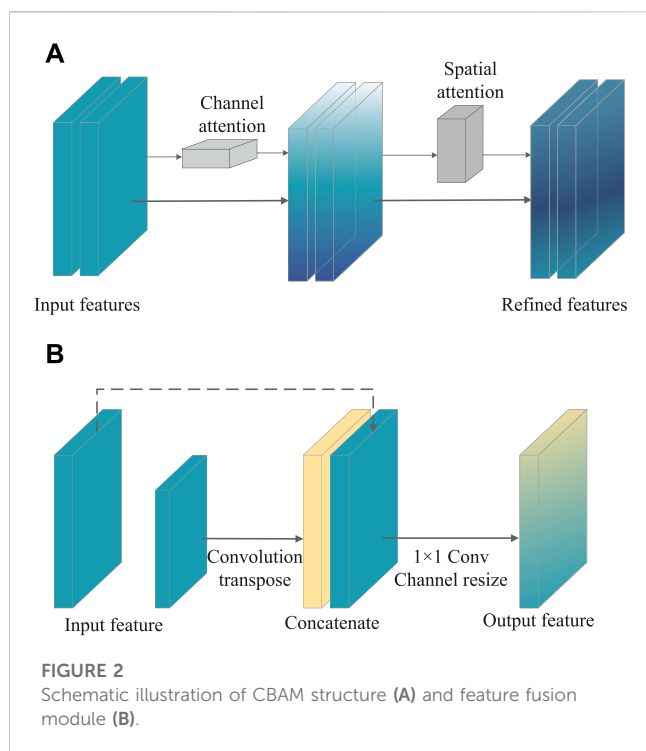 A
Channel
attention
Spatial
attention
Input features
Refined features
B
Convolution
transpose
1×1 Conv
Channel resize
Input feature
Concatenate
Output feature
FIGURE 2
Schematic illustration of CBAM structure (A) and feature fusion
module (B).